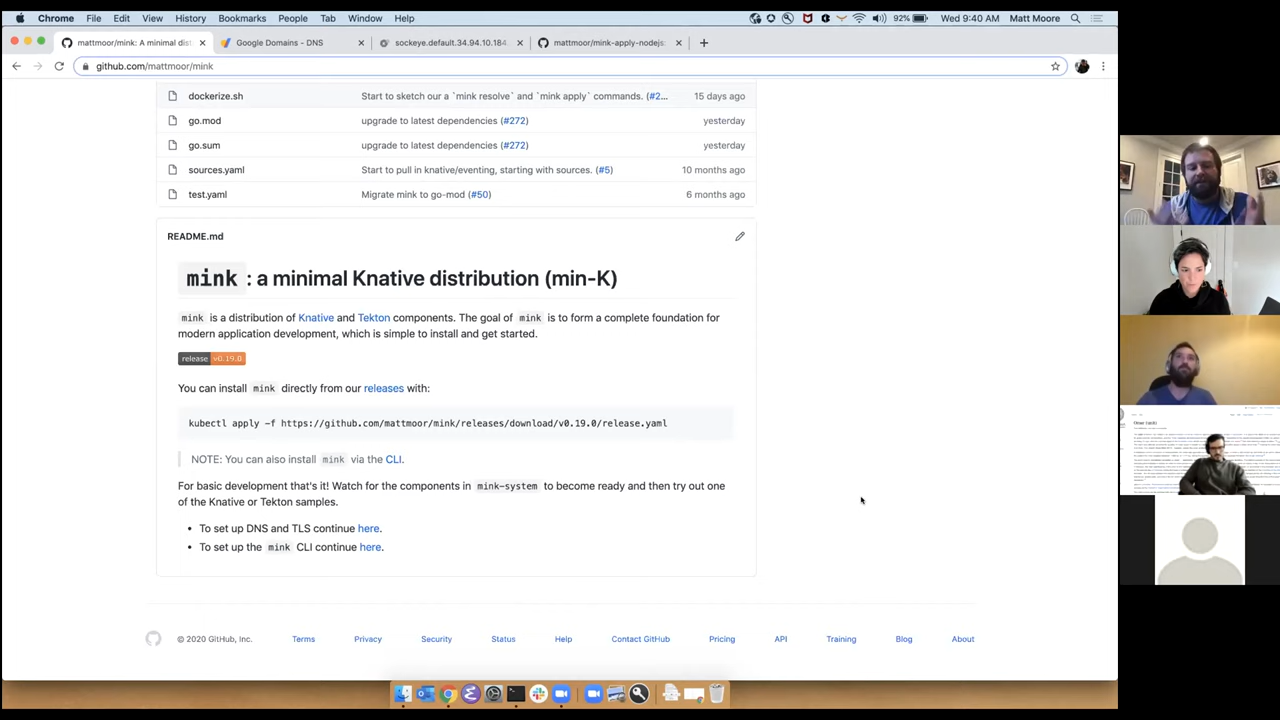 Chrome File Edit View History Bookmarks People Tab Window Help 92% Wed 9:40 AM Matt Moore
mattmoor/mink: A minimal dist Google Domains - DNS sockeye.default.34.94.10.184. mattmoor/mink-apply-nodejs:
github.com/mattmoor/mink
dockerize.sh Start to sketch our a `mink resolve` and `mink apply` commands. (#2... 15 days ago
go.mod upgrade to latest dependencies (#272) yesterday
go.sum upgrade to latest dependencies (#272) yesterday
sources.yaml Start to pull in knative/eventing, starting with sources. (#5) 10 months ago
test.yaml Migrate mink to go-mod (#50) 6 months ago
README.md
mink : a minimal Knative distribution (min-K)
mink is a distribution of Knative and Tekton components. The goal of mink is to form a complete foundation for
modern application development, which is simple to install and get started.
release v0.19.0
You can install mink directly from our releases with:
kubectl apply -f https://github.com/mattmoor/mink/releases/download/v0.19.0/release.yaml
NOTE: You can also install mink via the CLI.
For basic development that's it! Watch for the components in mink-system to become ready and then try out one
of the Knative or Tekton samples.
• To set up DNS and TLS continue here.
• To set up the mink CLI continue here.
© 2020 GitHub, Inc. Terms Privacy Security Status Help Contact GitHub Pricing API Training Blog About